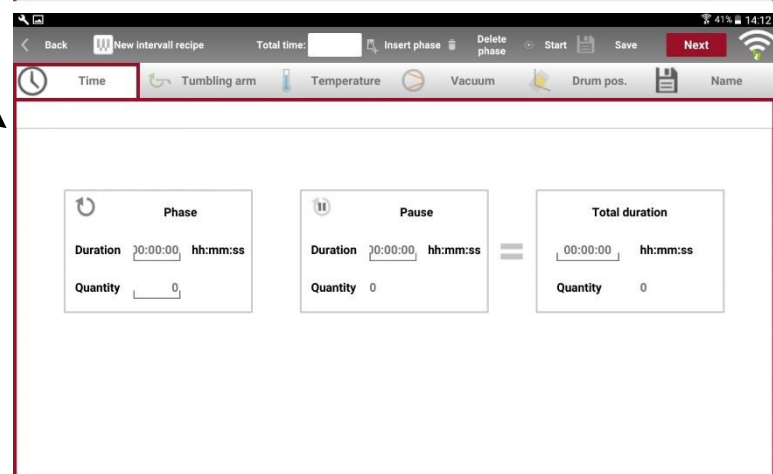 41% 14:12
Back New intervall recipe Total time: Insert phase Delete phase Start Save Next
Time Tumbling arm Temperature Vacuum Drum pos. Name
Phase Pause Total duration
Duration 00:00:00 hh:mm:ss Duration 00:00:00 hh:mm:ss 00:00:00 hh:mm:ss
Quantity 0 Quantity 0 Quantity 0